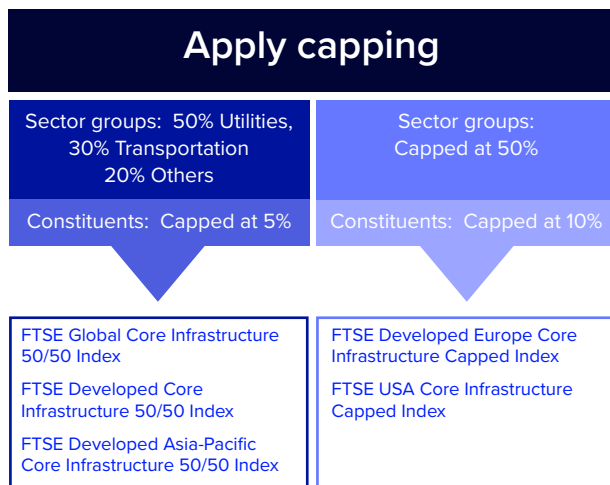 Apply capping
Sector groups:  50% Utilities,
30% Transportation
20% Others
Constituents:  Capped at 5%
Sector groups:
Capped at 50%
Constituents:  Capped at 10%
FTSE Global Core Infrastructure
50/50 Index
FTSE Developed Core
Infrastructure 50/50 Index
FTSE Developed Asia-Pacific
Core Infrastructure 50/50 Index
FTSE Developed Europe Core
Infrastructure Capped Index
FTSE USA Core Infrastructure
Capped Index